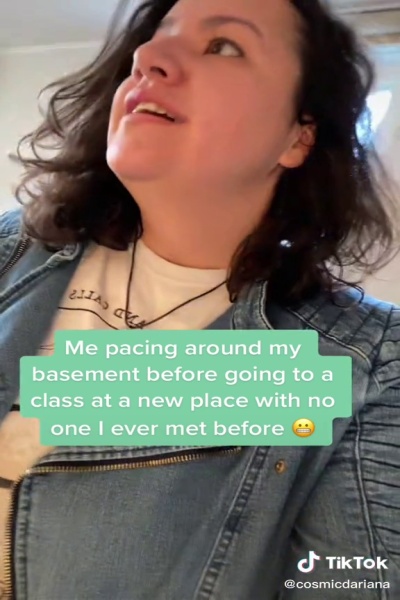 Me pacing around my
basement before going to a
class at a new place with no
one I ever met before 😬
TikTok
@cosmicdariana